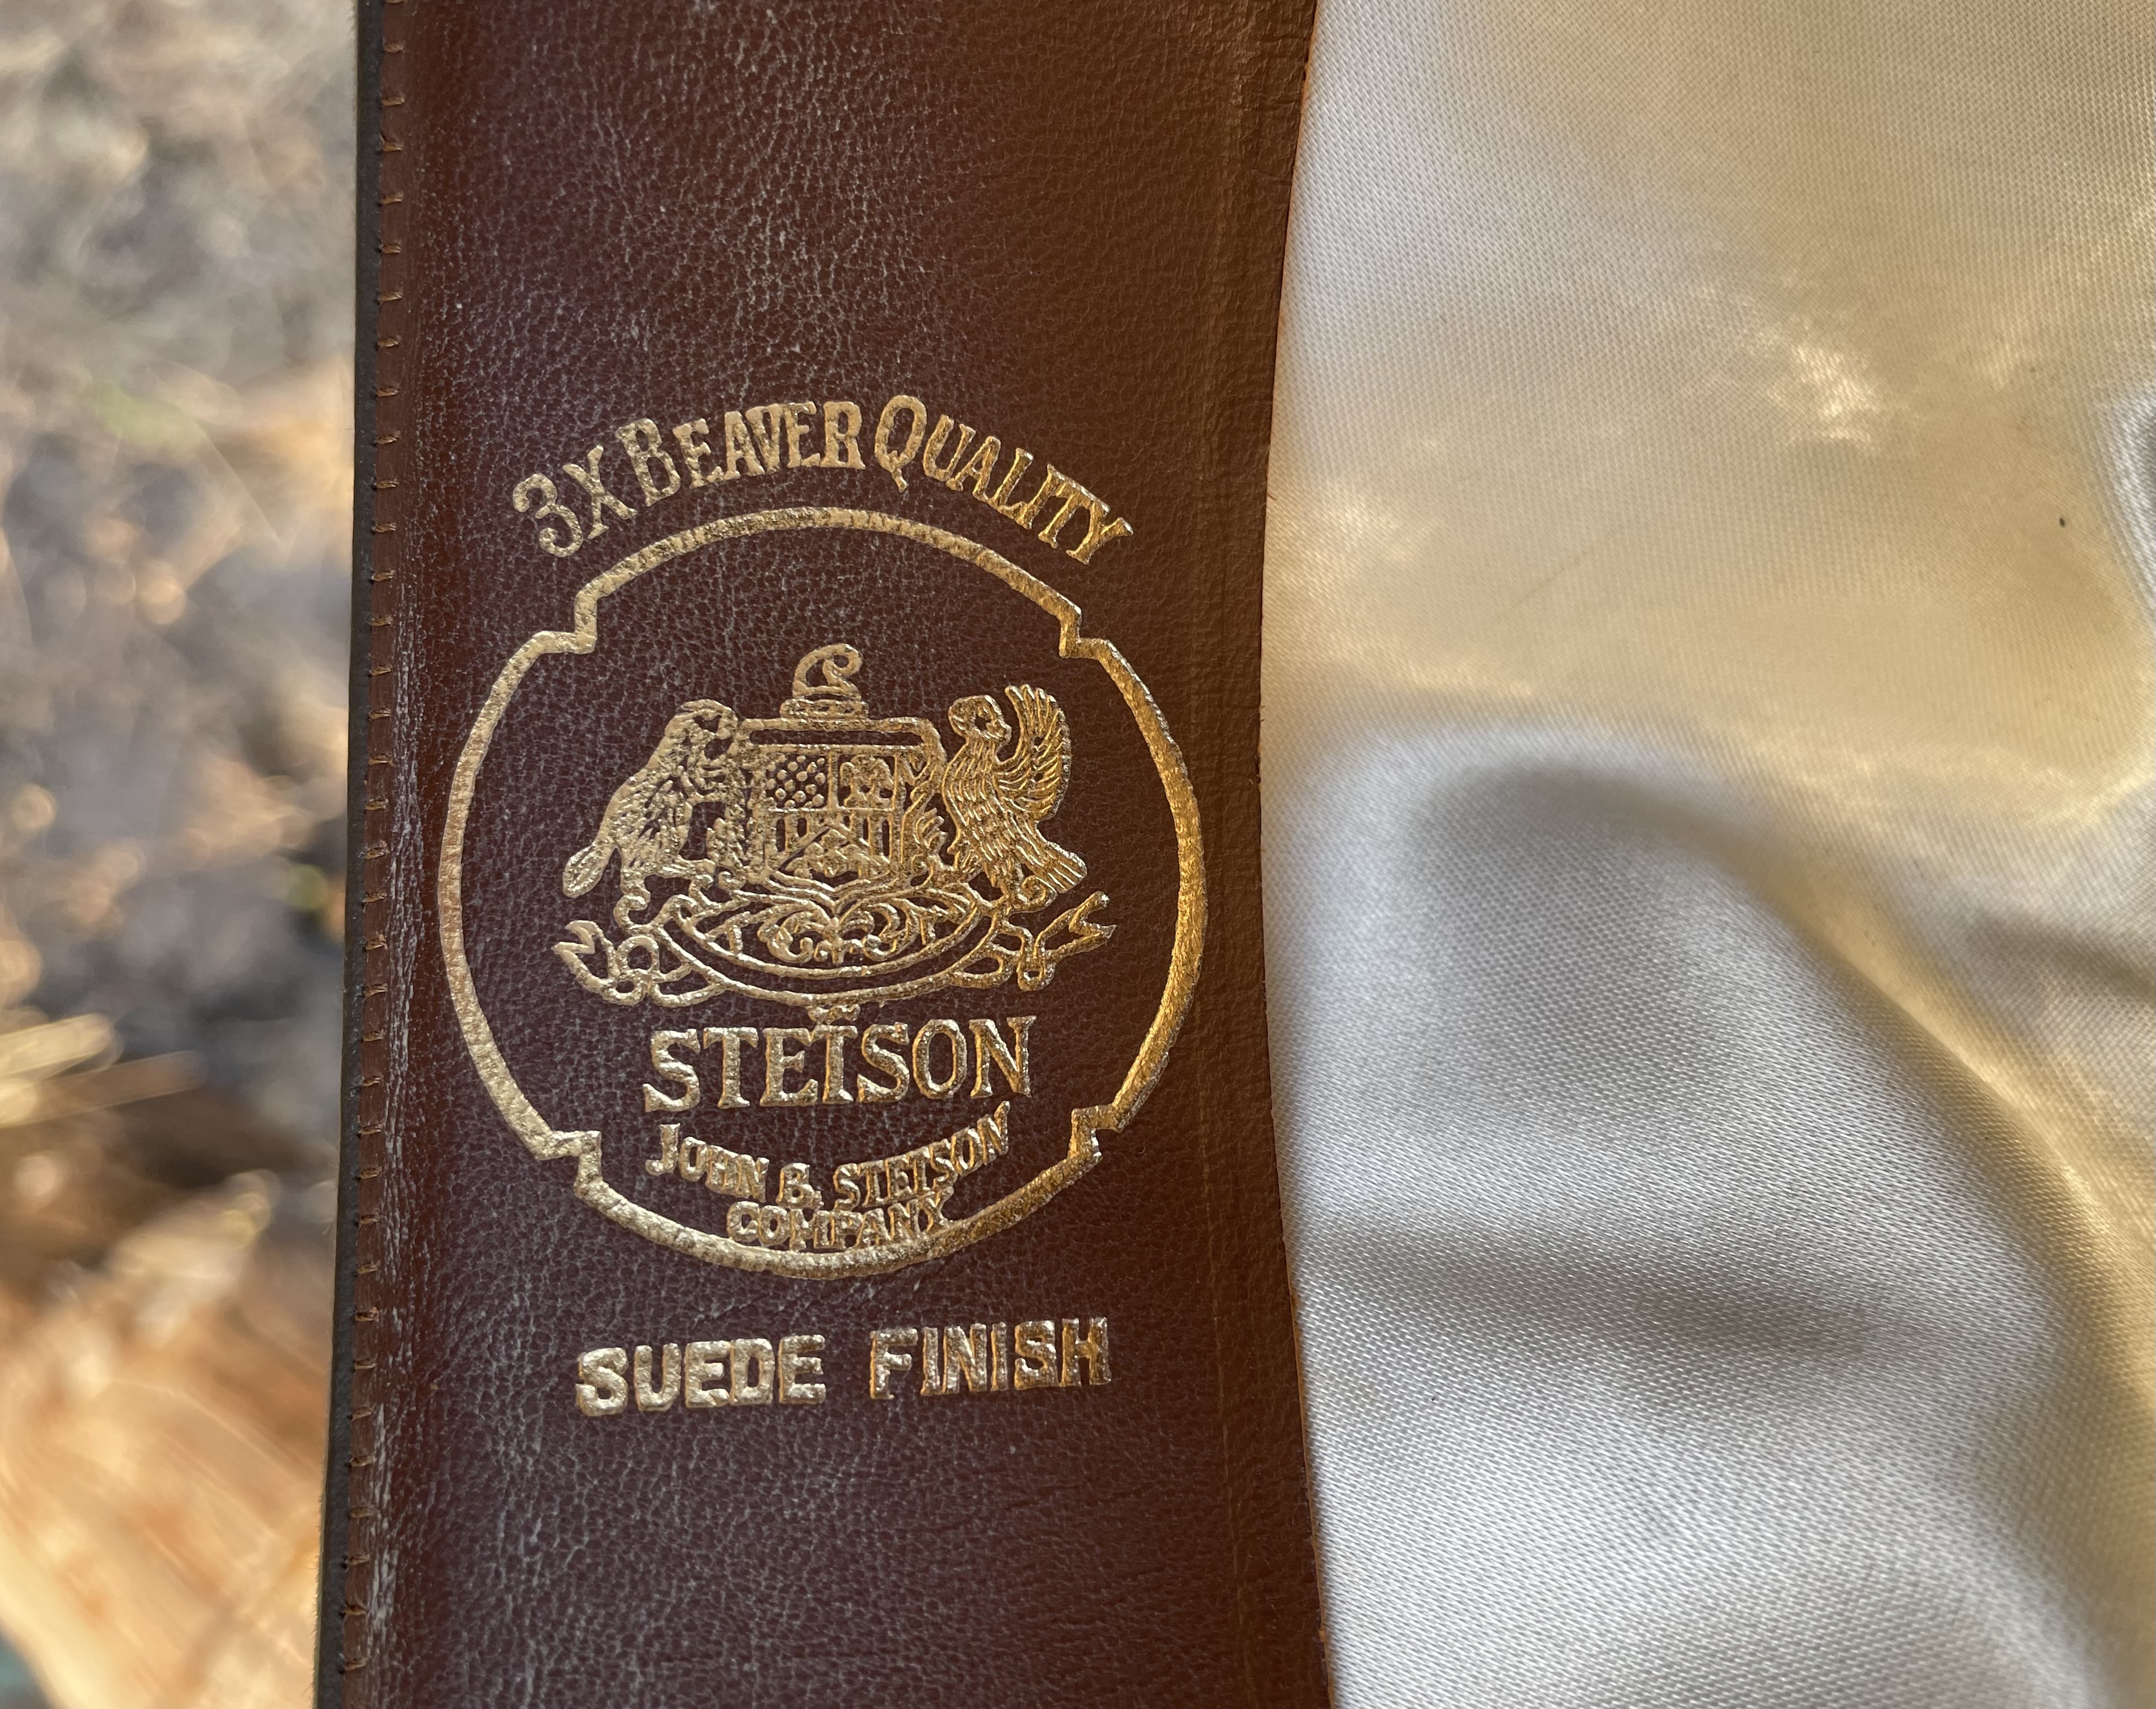 3X BEAVER QUALITY
STETSON
JOHN B. STETSON
COMPANY
SUEDE FINISH